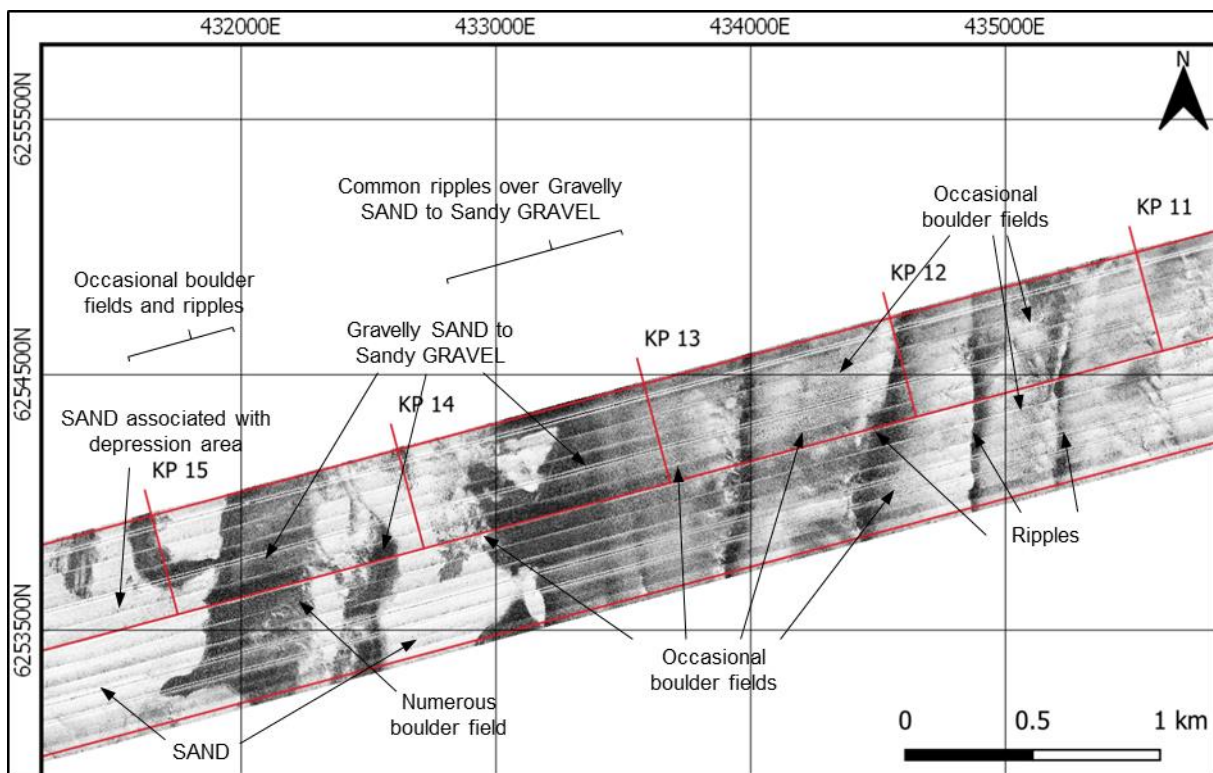 432000E
433000E
434000E
435000E
6255500N
6254500N
6253500N
N
Common ripples over Gravelly
SAND to Sandy GRAVEL
Occasional
boulder fields
KP 11
Occasional boulder
fields and ripples
KP 12
Gravelly SAND to
Sandy GRAVEL
KP 13
SAND associated with
depression area
KP 14
KP 15
Ripples
Occasional
boulder fields
Numerous
boulder field
SAND
0
0.5
1 km